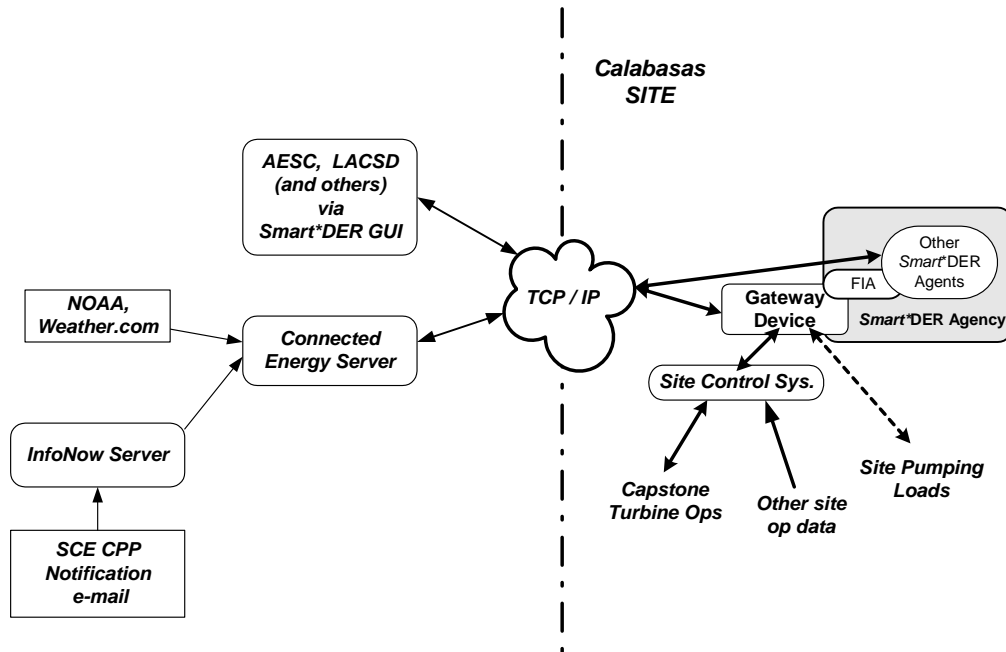 Calabasas
SITE
AESC, LACSD
(and others)
via
Smart*DER GUI
NOAA,
Weather.com
Connected
Energy Server
InfoNow Server
SCE CPP
Notification
e-mail
TCP / IP
Other
Smart*DER
Agents
FIA
Gateway
Device
Smart*DER Agency
Site Control Sys.
Capstone
Turbine Ops
Other site
op data
Site Pumping
Loads